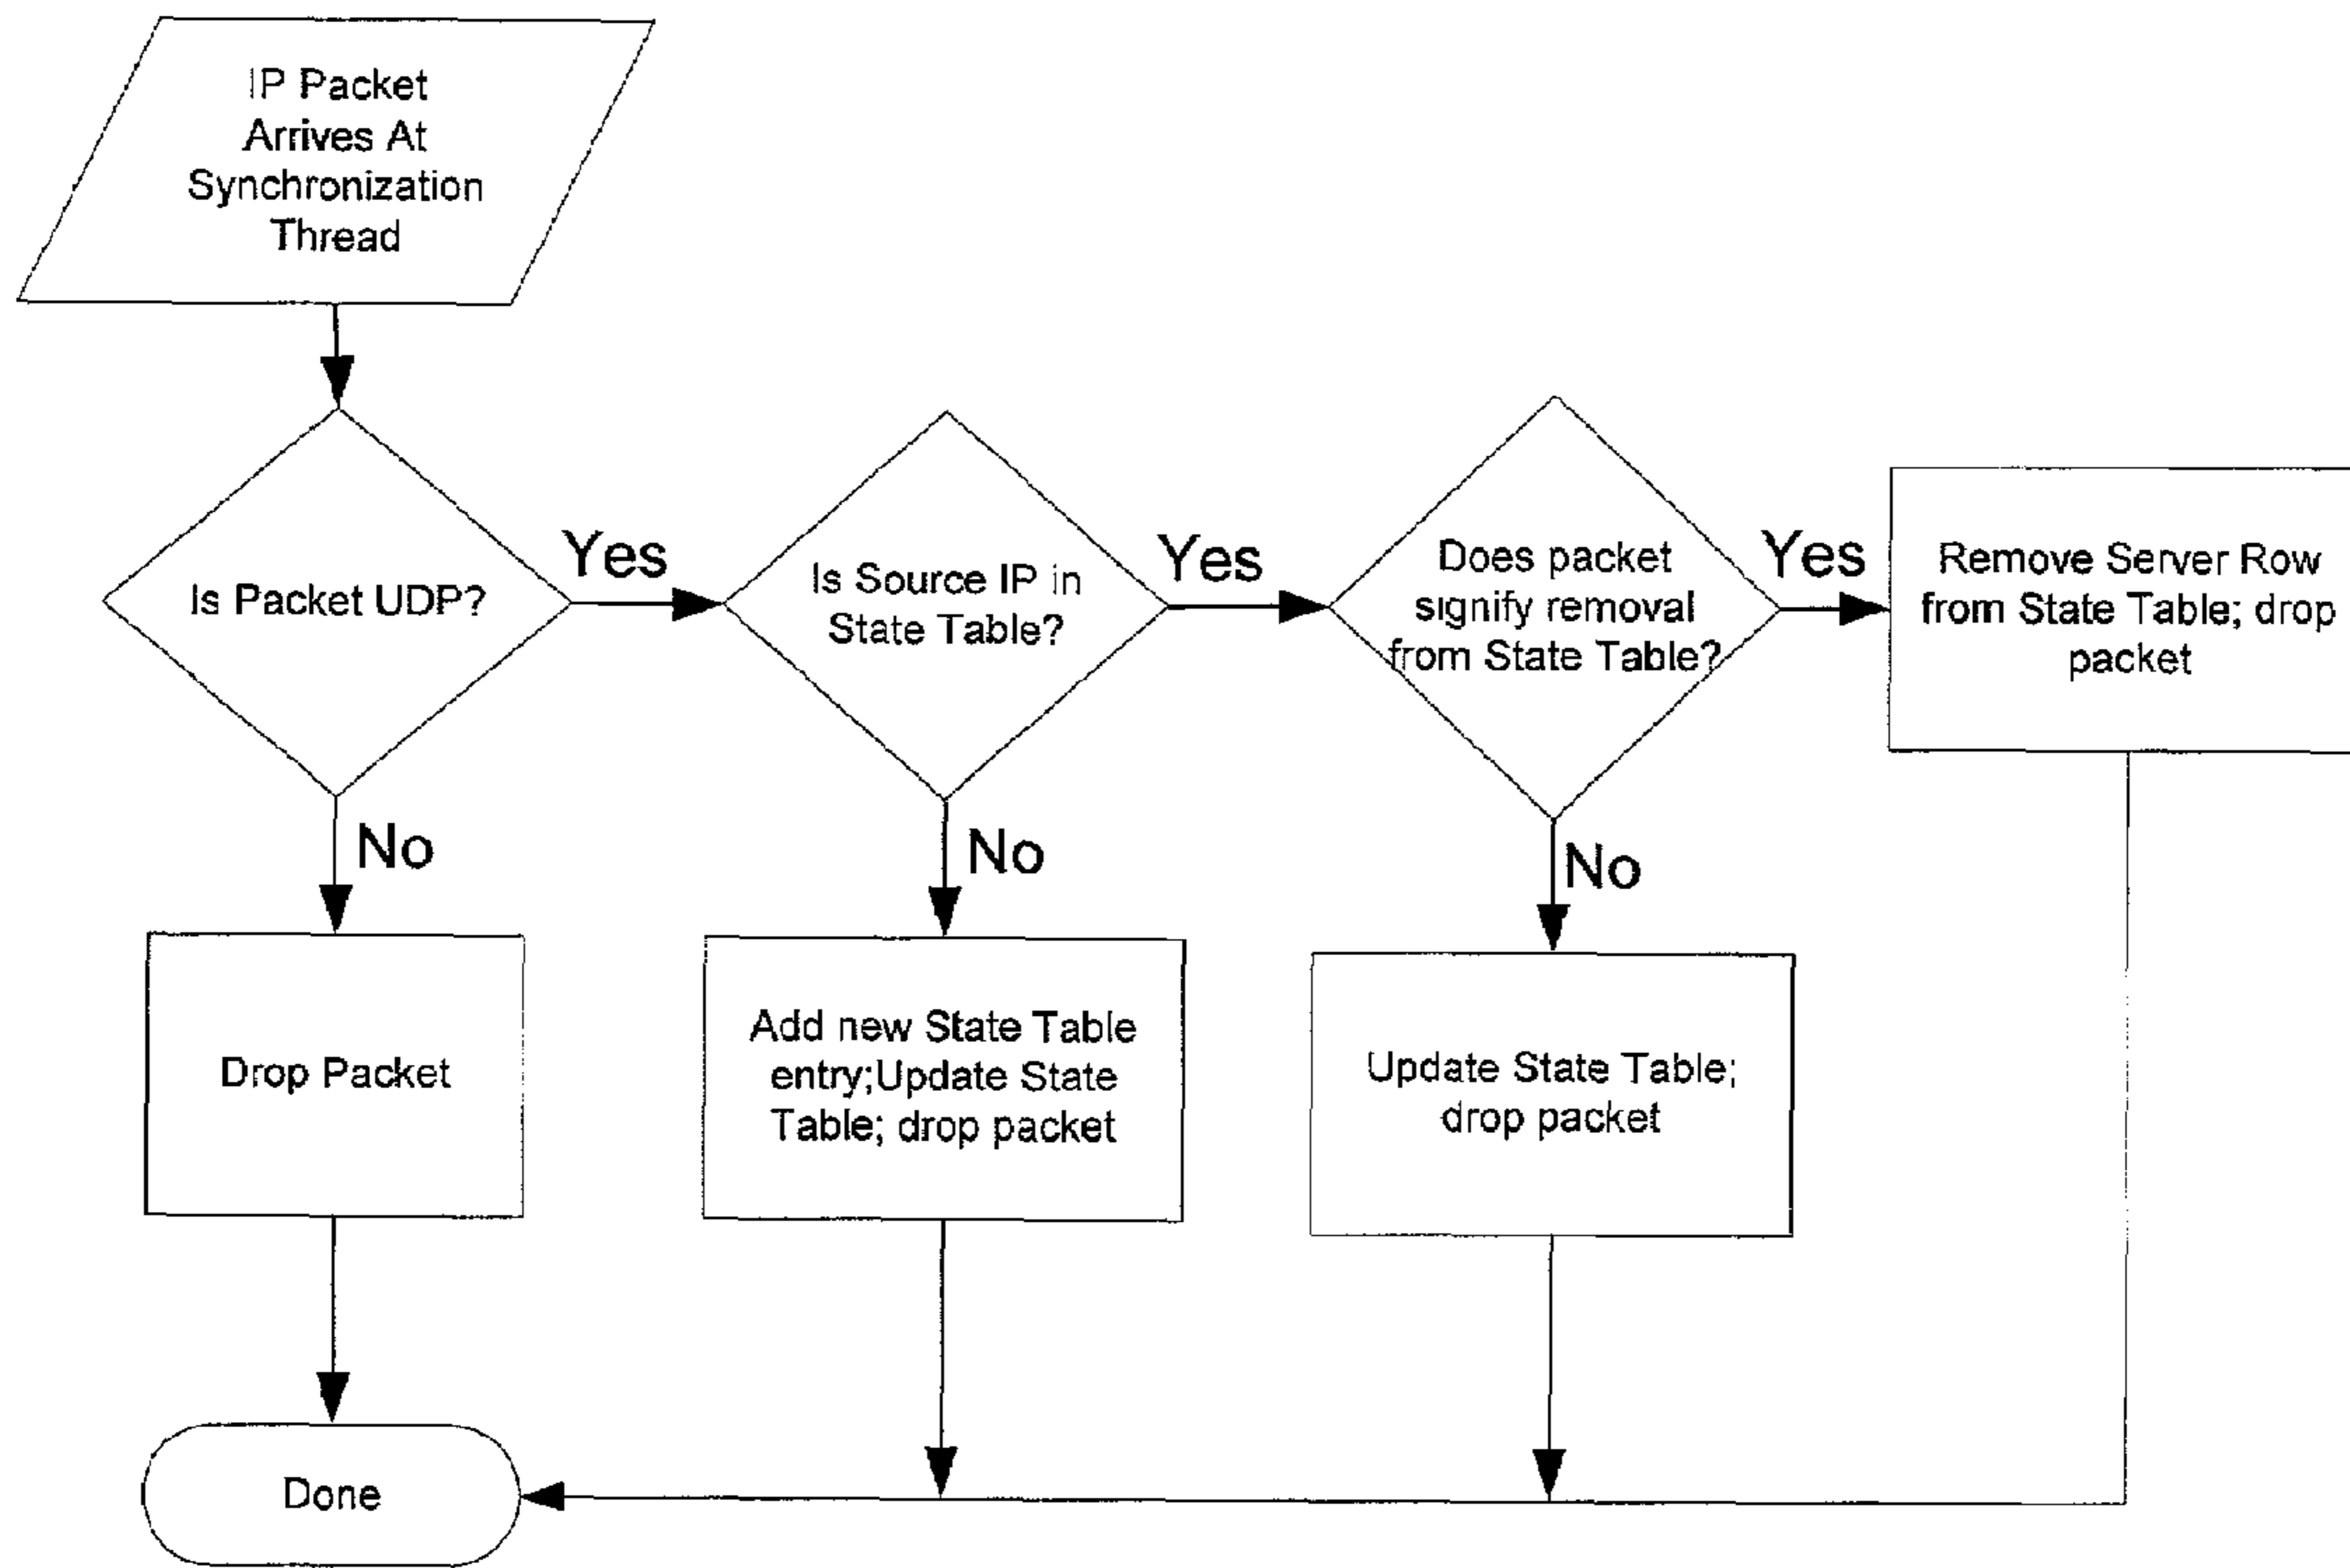 IP Packet
Arrives At
Synchronization
Thread
Is Packet UDP?
Yes
Is Source IP in
State Table?
Yes
Does packet
signify removal
from State Table?
Yes
Remove Server Row
from State Table; drop
packet
No
No
No
Drop Packet
Add new State Table
entry;Update State
Table; drop packet
Update State Table;
drop packet
Done